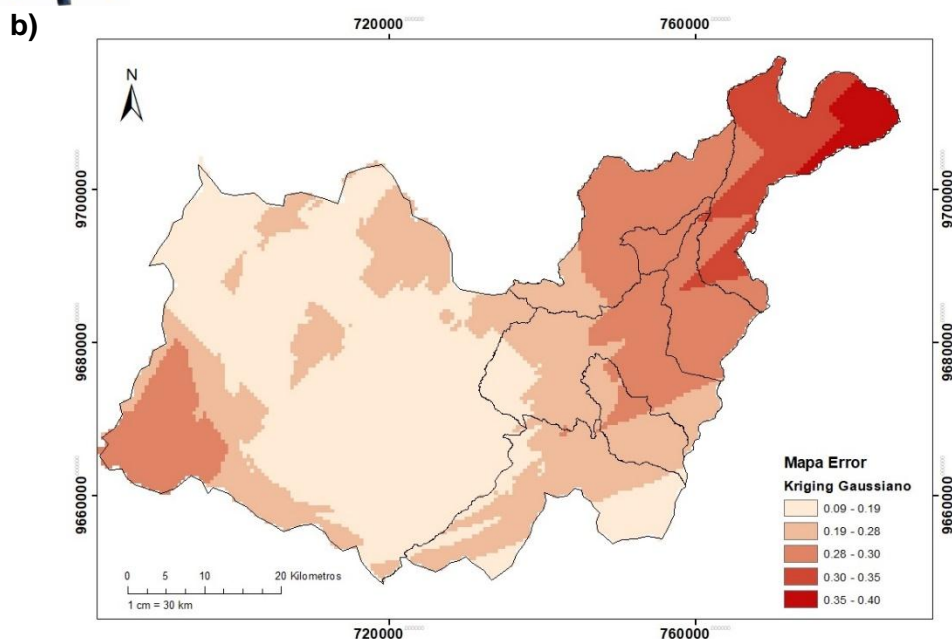 b)
720000 760000
N
9700000 9700000
9680000 9680000
9660000 9660000
Mapa Error
Kriging Gaussiano
0.09 - 0.19
0.19 - 0.28
0.28 - 0.30
0.30 - 0.35
0.35 - 0.40
0 5 10 20 Kilometros
1 cm = 30 km
720000 760000